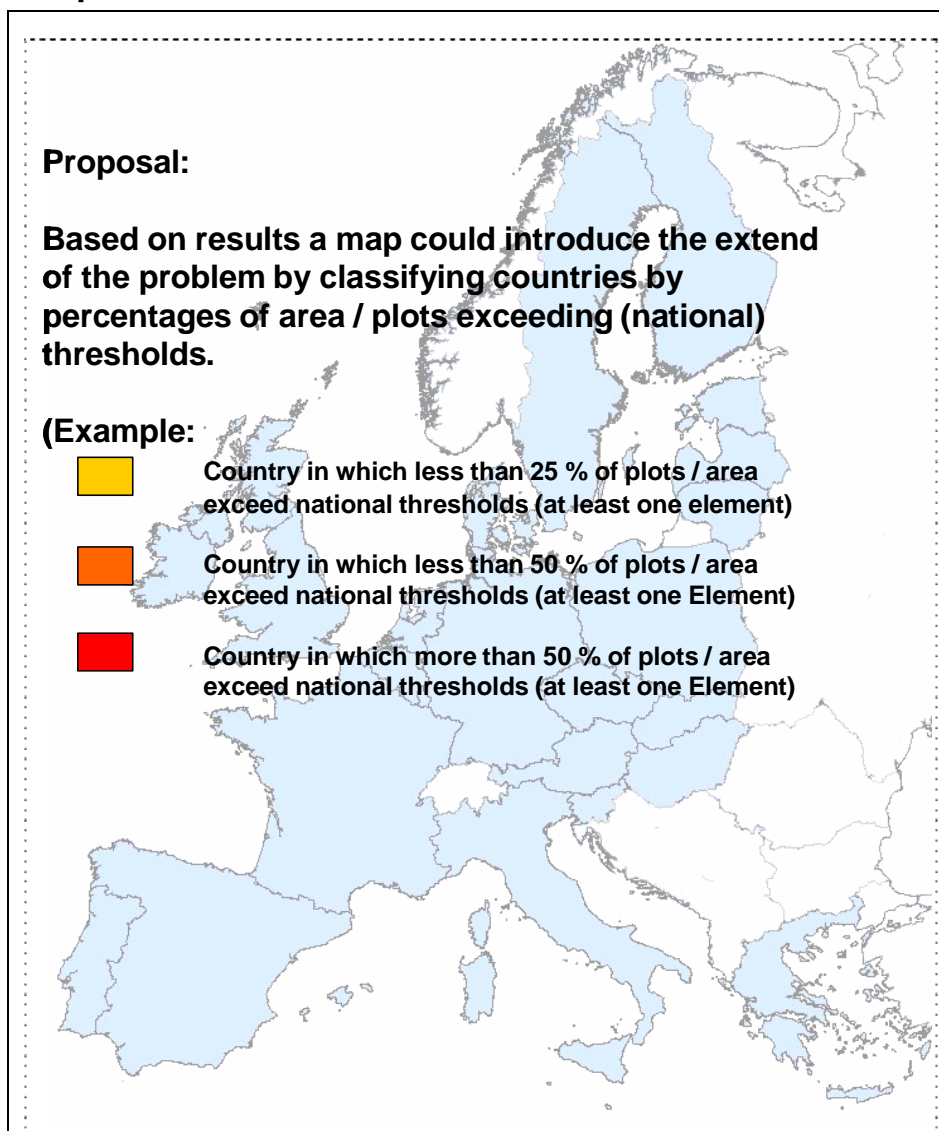 Proposal:
Based on results a map could introduce the extend
of the problem by classifying countries by
percentages of area / plots exceeding (national)
thresholds.
(Example:
Country in which less than 25 % of plots / area
exceed national thresholds (at least one element)
Country in which less than 50 % of plots / area
exceed national thresholds (at least one Element)
Country in which more than 50 % of plots / area
exceed national thresholds (at least one Element)